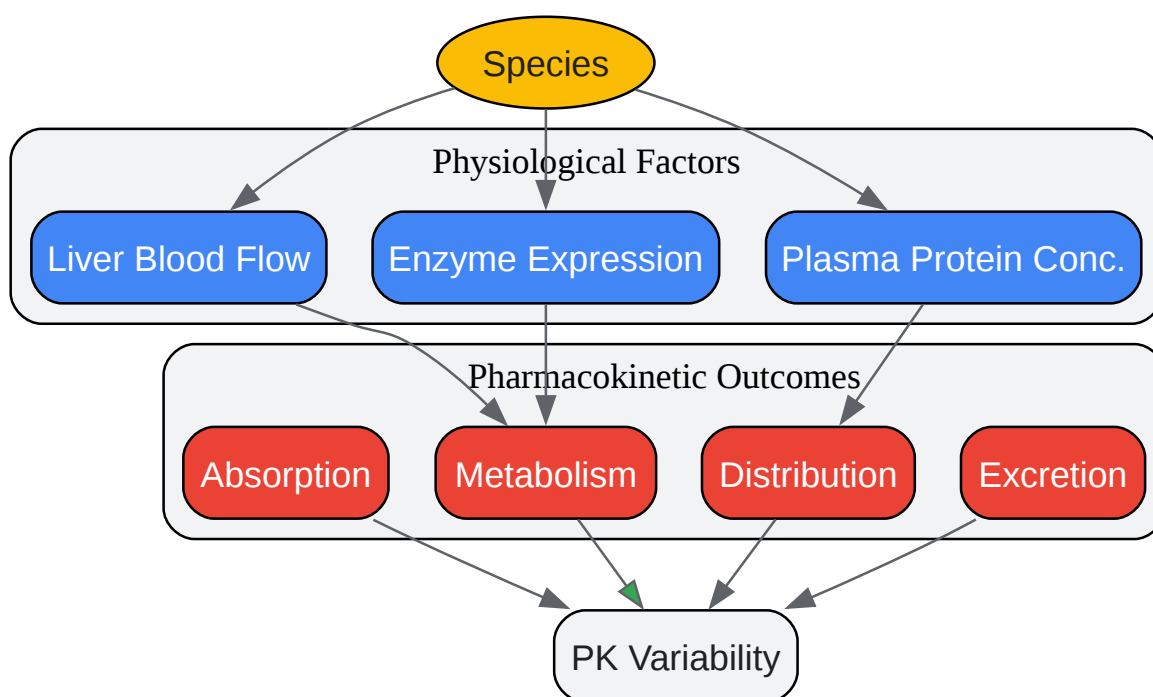 Species
Physiological Factors
Liver Blood Flow
Enzyme Expression
Plasma Protein Conc.
Pharmacokinetic Outcomes
Absorption
Metabolism
Distribution
Excretion
PK Variability